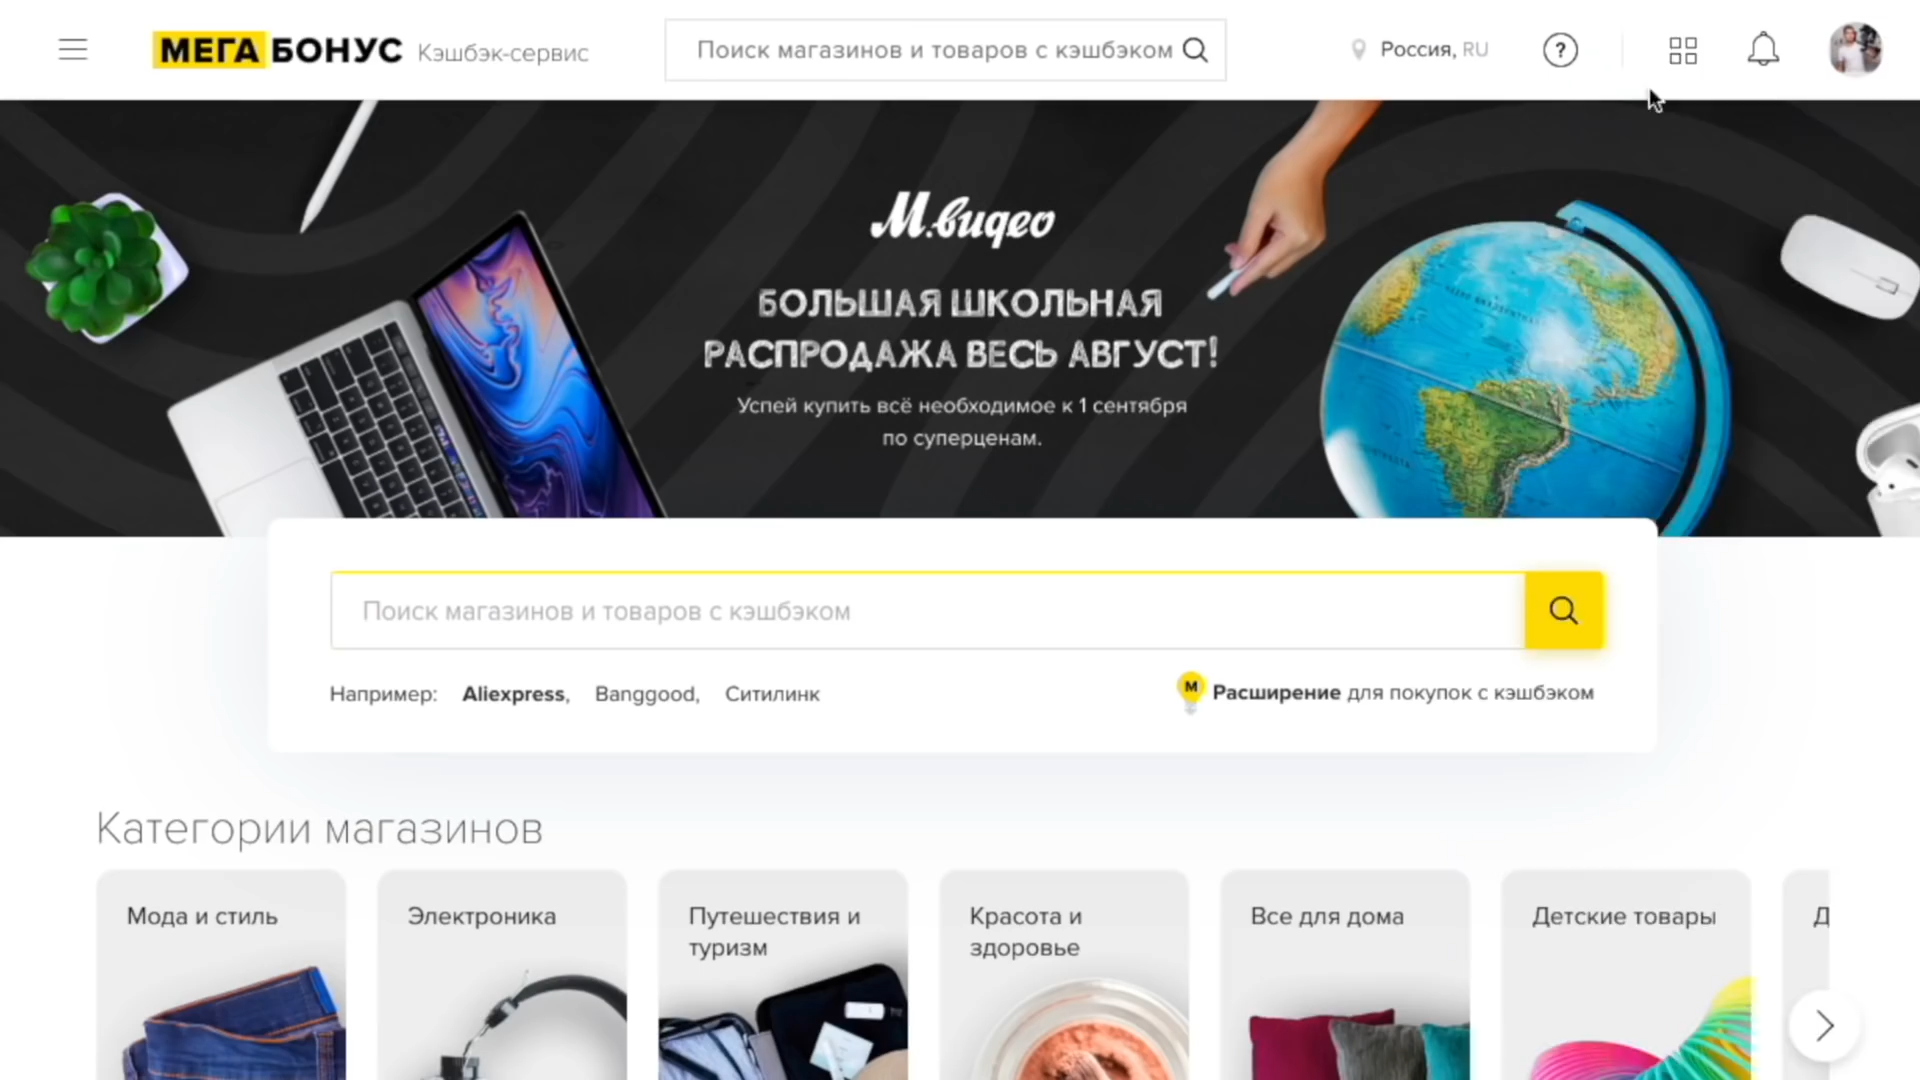 МЕГАБОНУС Кэшбэк-сервис
Поиск магазинов и товаров с кэшбэком
Россия, RU
?
М.видео
БОЛЬШАЯ ШКОЛЬНАЯ
РАСПРОДАЖА ВЕСЬ АВГУСТ!
Успей купить всё необходимое к 1 сентября
по суперценам.
Поиск магазинов и товаров с кэшбэком
Например: Aliexpress, Banggood, Ситилинк
М Расширение для покупок с кэшбэком
Категории магазинов
Мода и стиль
Электроника
Путешествия и
туризм
Красота и
здоровье
Все для дома
Детские товары
Д